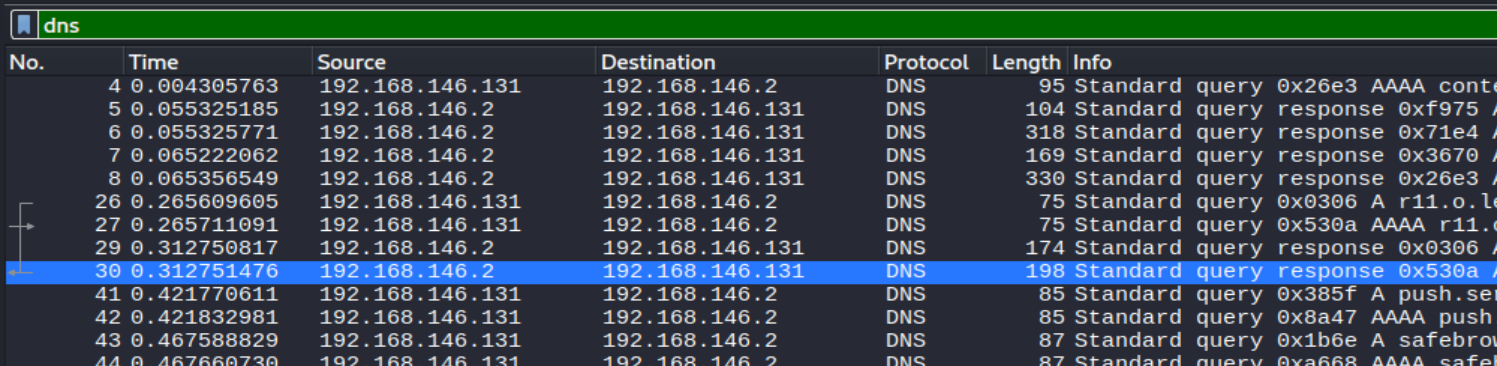 dns
No. Time Source Destination Protocol Length Info
4 0.004305763 192.168.146.131 192.168.146.2 DNS 95 Standard query 0x26e3 AAAA conte
5 0.055325185 192.168.146.2 192.168.146.131 DNS 104 Standard query response 0xf975 A
6 0.055325771 192.168.146.2 192.168.146.131 DNS 318 Standard query response 0x71e4 A
7 0.065222062 192.168.146.2 192.168.146.131 DNS 169 Standard query response 0x3670 A
8 0.065356549 192.168.146.2 192.168.146.131 DNS 330 Standard query response 0x26e3 A
26 0.265609605 192.168.146.131 192.168.146.2 DNS 75 Standard query 0x0306 A r11.o.le
27 0.265711091 192.168.146.131 192.168.146.2 DNS 75 Standard query 0x530a AAAA r11.o
29 0.312750817 192.168.146.2 192.168.146.131 DNS 174 Standard query response 0x0306 A
30 0.312751476 192.168.146.2 192.168.146.131 DNS 198 Standard query response 0x530a A
41 0.421770611 192.168.146.131 192.168.146.2 DNS 85 Standard query 0x385f A push.ser
42 0.421832981 192.168.146.131 192.168.146.2 DNS 85 Standard query 0x8a47 AAAA push
43 0.467588829 192.168.146.131 192.168.146.2 DNS 87 Standard query 0x1b6e A safebrow
44 0.467660730 192.168.146.131 192.168.146.2 DNS 87 Standard query 0xa668 AAAA safeb